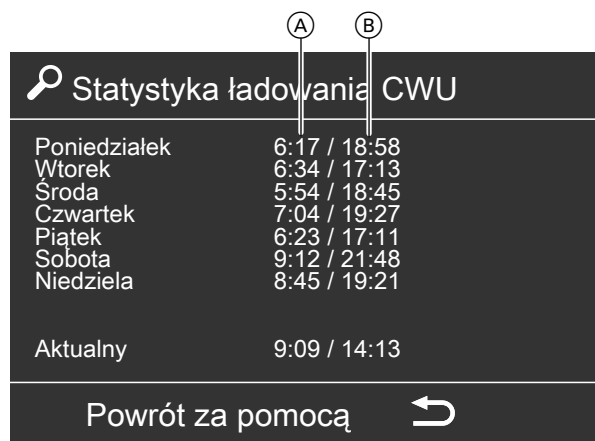 A B
Statystyka ładowania CWU
Poniedziałek 6:17 / 18:58
Wtorek 6:34 / 17:13
Środa 5:54 / 18:45
Czwartek 7:04 / 19:27
Piątek 6:23 / 17:11
Sobota 9:12 / 21:48
Niedziela 8:45 / 19:21
Aktualny 9:09 / 14:13
Powrót za pomocą